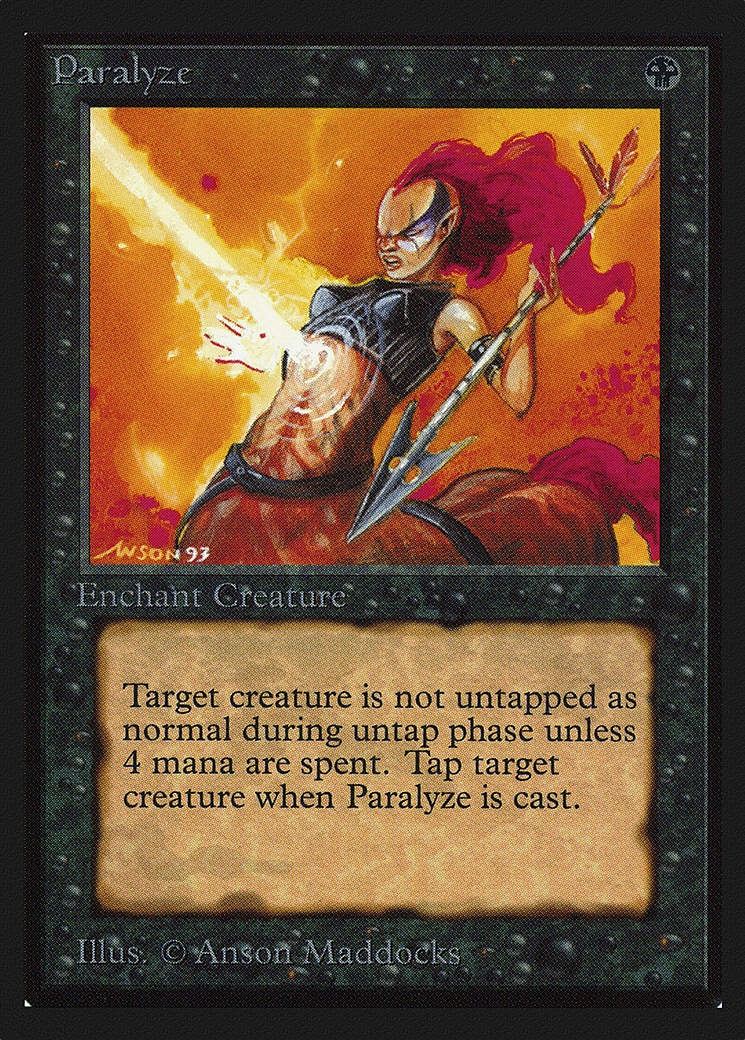 Paralyze
ANSON 93
Enchant Creature
Target creature is not untapped as
normal during untap phase unless
4 mana are spent. Tap target
creature when Paralyze is cast.
Illus. © Anson Maddocks